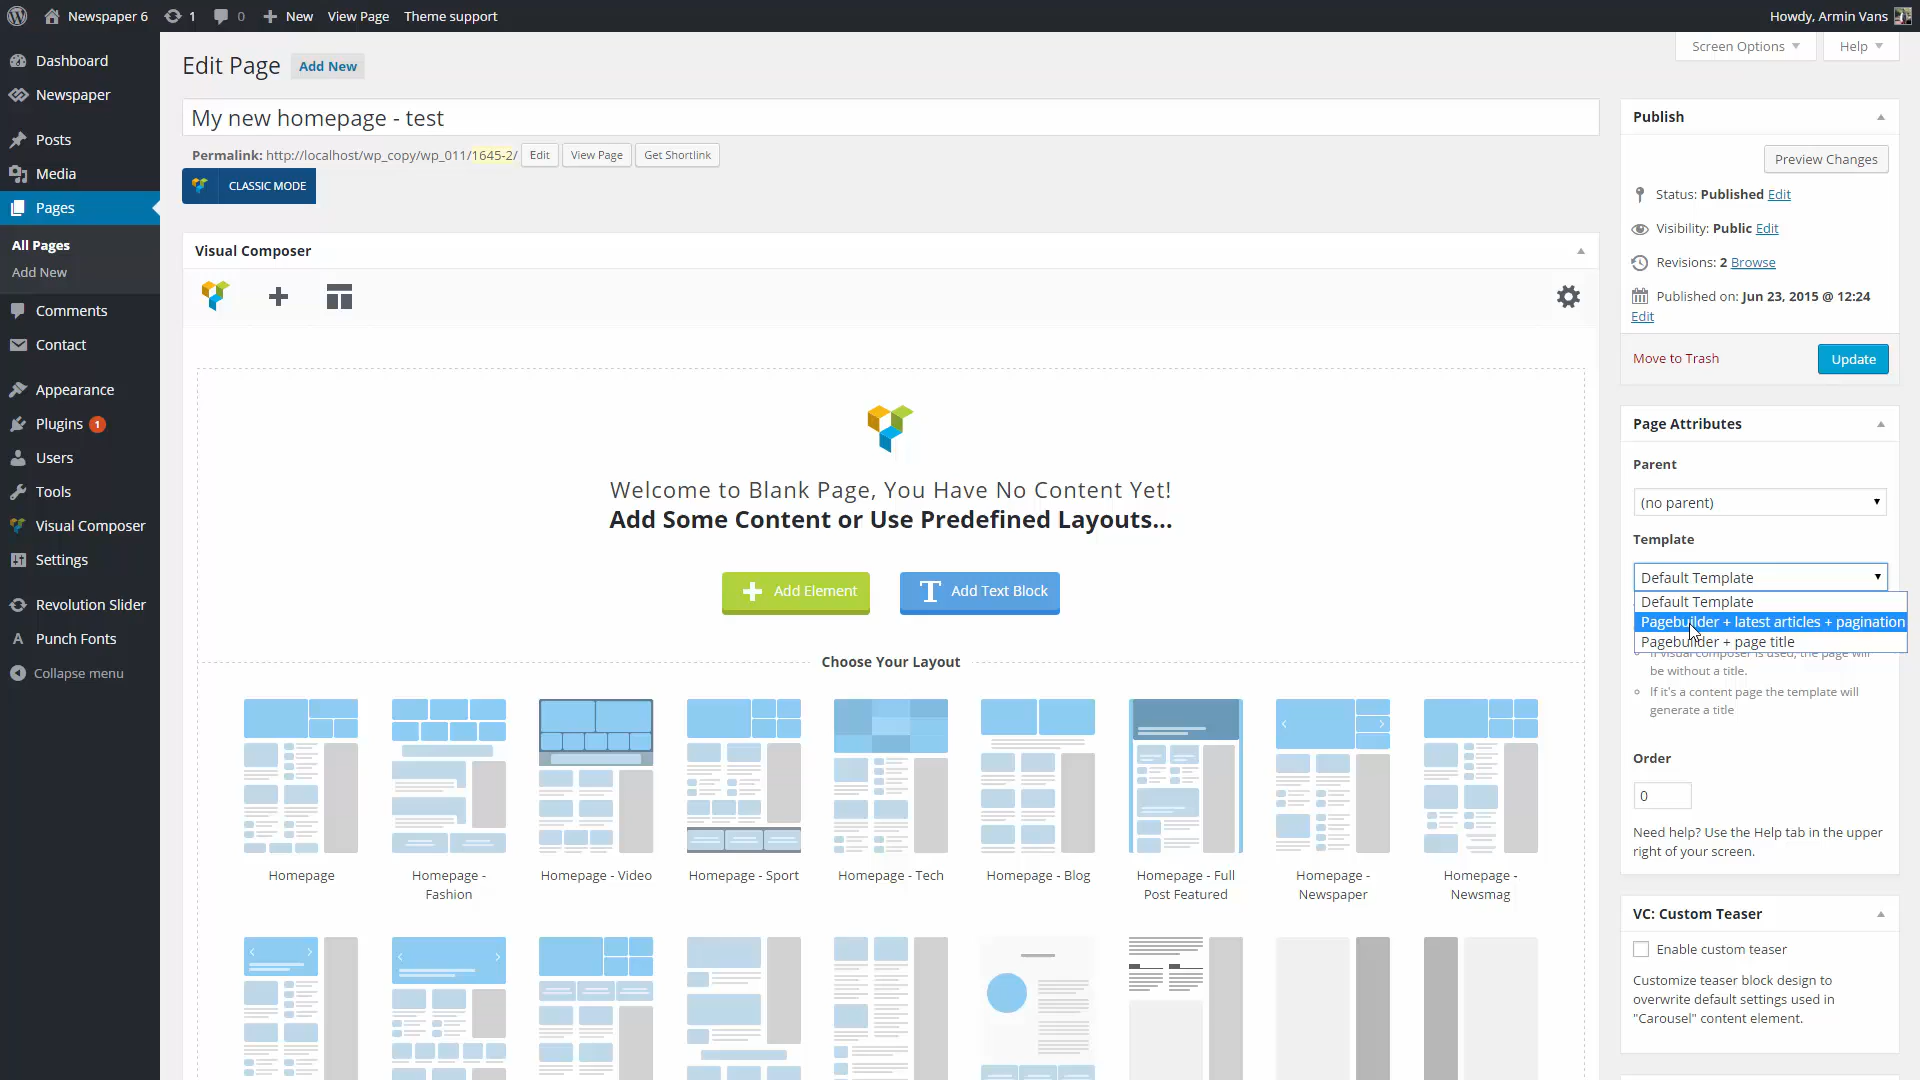 Newspaper 6
1
0
New
View Page
Theme support
Howdy, Armin Vans
Screen Options
Help
Dashboard
Newspaper
Posts
Media
Pages
All Pages
Add New
Comments
Contact
Appearance
Plugins 1
Users
Tools
Visual Composer
Settings
Revolution Slider
Punch Fonts
Collapse menu
Edit Page
Add New
My new homepage - test
Permalink: http://localhost/wp_copy/wp_011/1645-2/
Edit
View Page
Get Shortlink
CLASSIC MODE
Visual Composer
Welcome to Blank Page, You Have No Content Yet!
Add Some Content or Use Predefined Layouts...
Add Element
Add Text Block
Choose Your Layout
Homepage
Homepage - Fashion
Homepage - Video
Homepage - Sport
Homepage - Tech
Homepage - Blog
Homepage - Full Post Featured
Homepage - Newspaper
Homepage - Newsmag
Publish
Preview Changes
Status: Published Edit
Visibility: Public Edit
Revisions: 2 Browse
Published on: Jun 23, 2015 @ 12:24
Edit
Move to Trash
Update
Page Attributes
Parent
(no parent)
Template
Default Template
Default Template
Pagebuilder + latest articles + pagination
Pagebuilder + page title
If visual composer is used, the page will
be without a title.
If it's a content page the template will
generate a title
Order
0
Need help? Use the Help tab in the upper
right of your screen.
VC: Custom Teaser
Enable custom teaser
Customize teaser block design to
overwrite default settings used in
"Carousel" content element.